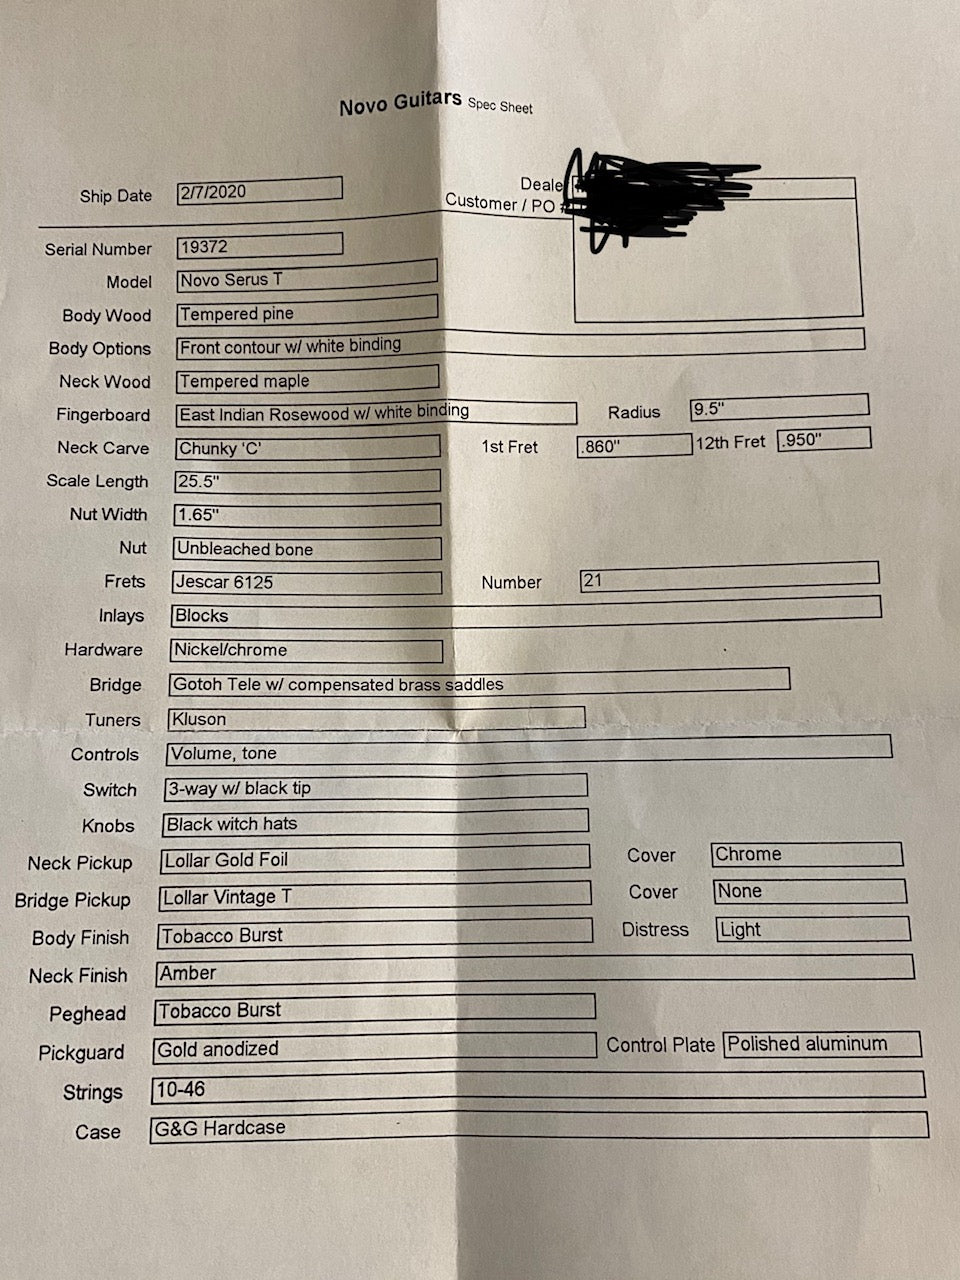 Novo Guitars Spec Sheet
Ship Date 2/7/2020
Deale
Customer / PO #
Serial Number 19372
Model Novo Serus T
Body Wood Tempered pine
Body Options Front contour w/ white binding
Neck Wood Tempered maple
Fingerboard East Indian Rosewood w/ white binding Radius 9.5"
Neck Carve Chunky 'C' 1st Fret .860" 12th Fret .950"
Scale Length 25.5"
Nut Width 1.65"
Nut Unbleached bone
Frets Jescar 6125 Number 21
Inlays Blocks
Hardware Nickel/chrome
Bridge Gotoh Tele w/ compensated brass saddles
Tuners Kluson
Controls Volume, tone
Switch 3-way w/ black tip
Knobs Black witch hats
Neck Pickup Lollar Gold Foil Cover Chrome
Bridge Pickup Lollar Vintage T Cover None
Body Finish Tobacco Burst Distress Light
Neck Finish Amber
Peghead Tobacco Burst
Pickguard Gold anodized Control Plate Polished aluminum
Strings 10-46
Case G&G Hardcase